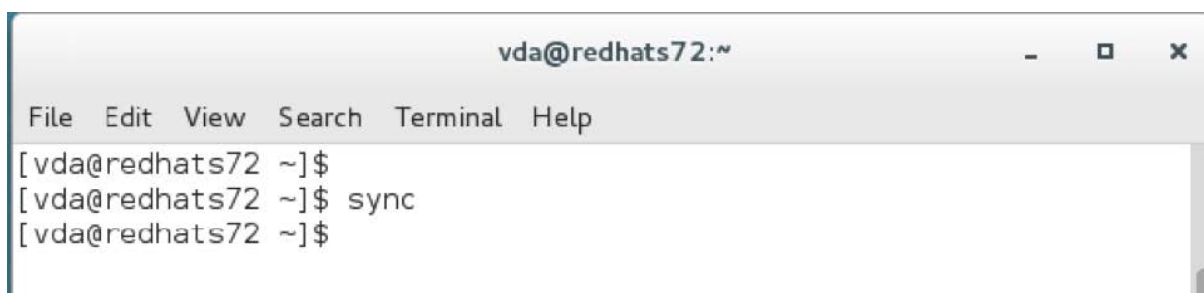 vda@redhats72:~
File Edit View Search Terminal Help
[vda@redhats72 ~]$
[vda@redhats72 ~]$ sync
[vda@redhats72 ~]$